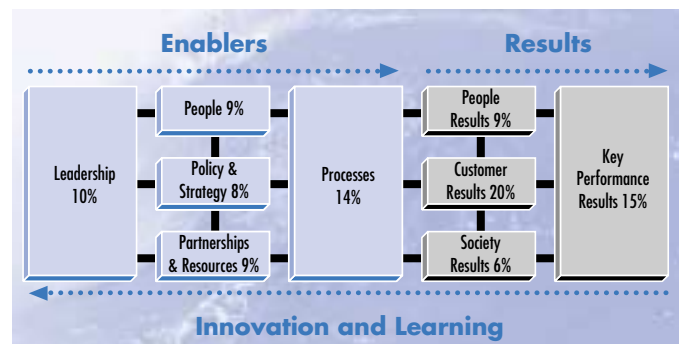 Enablers
Results
Leadership
10%
People 9%
Policy &
Strategy 8%
Partnerships
& Resources 9%
Processes
14%
People
Results 9%
Customer
Results 20%
Society
Results 6%
Key
Performance
Results 15%
Innovation and Learning